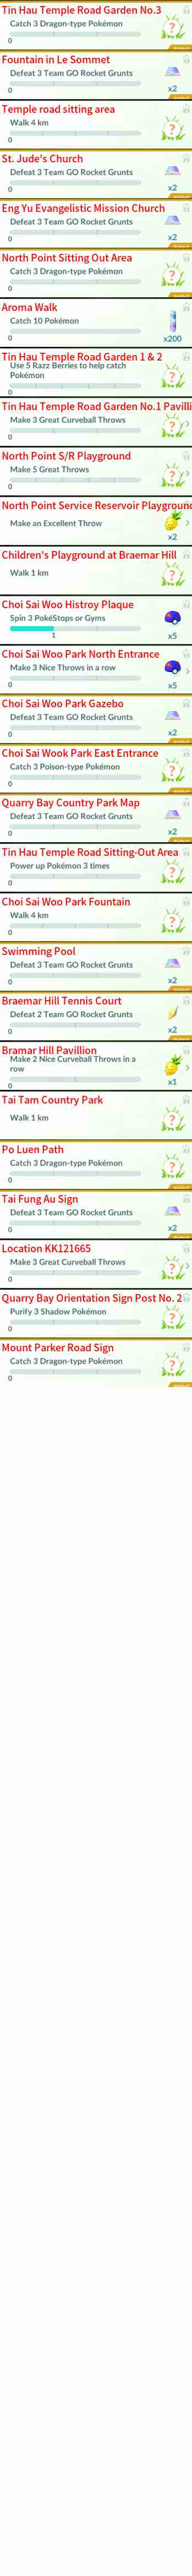 Tin Hau Temple Road Garden No.3
Catch 3 Dragon-type Pokémon
?
0
Fountain in Le Sommet
Defeat 3 Team GO Rocket Grunts
0
x2
Temple road sitting area
Walk 4 km
?
0
St. Jude's Church
Defeat 3 Team GO Rocket Grunts
0
x2
Eng Yu Evangelistic Mission Church
Defeat 3 Team GO Rocket Grunts
0
x2
North Point Sitting Out Area
Catch 3 Dragon-type Pokémon
?
0
Aroma Walk
Catch 10 Pokémon
0
x200
Tin Hau Temple Road Garden 1 & 2
Use 5 Razz Berries to help catch
Pokémon
?
0
Tin Hau Temple Road Garden No.1 Pavilli
Make 3 Great Curveball Throws
?
0
North Point S/R Playground
Make 5 Great Throws
?
0
North Point Service Reservoir Playground
Make an Excellent Throw
x2
Children's Playground at Braemar Hill
Walk 1 km
?
Choi Sai Woo Histroy Plaque
Spin 3 PokéStops or Gyms
1
x5
Choi Sai Woo Park North Entrance
Make 3 Nice Throws in a row
0
x5
Choi Sai Woo Park Gazebo
Defeat 3 Team GO Rocket Grunts
0
x2
Choi Sai Wook Park East Entrance
Catch 3 Poison-type Pokémon
?
0
Quarry Bay Country Park Map
Defeat 3 Team GO Rocket Grunts
0
x2
Tin Hau Temple Road Sitting-Out Area
Power up Pokémon 3 times
?
0
Choi Sai Woo Park Fountain
Walk 4 km
?
0
Swimming Pool
Defeat 3 Team GO Rocket Grunts
0
x2
Braemar Hill Tennis Court
Defeat 2 Team GO Rocket Grunts
0
x2
Bramar Hill Pavillion
Make 2 Nice Curveball Throws in a
row
0
x1
Tai Tam Country Park
Walk 1 km
?
Po Luen Path
Catch 3 Dragon-type Pokémon
?
0
Tai Fung Au Sign
Defeat 3 Team GO Rocket Grunts
0
x2
Location KK121665
Make 3 Great Curveball Throws
?
0
Quarry Bay Orientation Sign Post No. 2
Purify 3 Shadow Pokémon
?
0
Mount Parker Road Sign
Catch 3 Dragon-type Pokémon
?
0